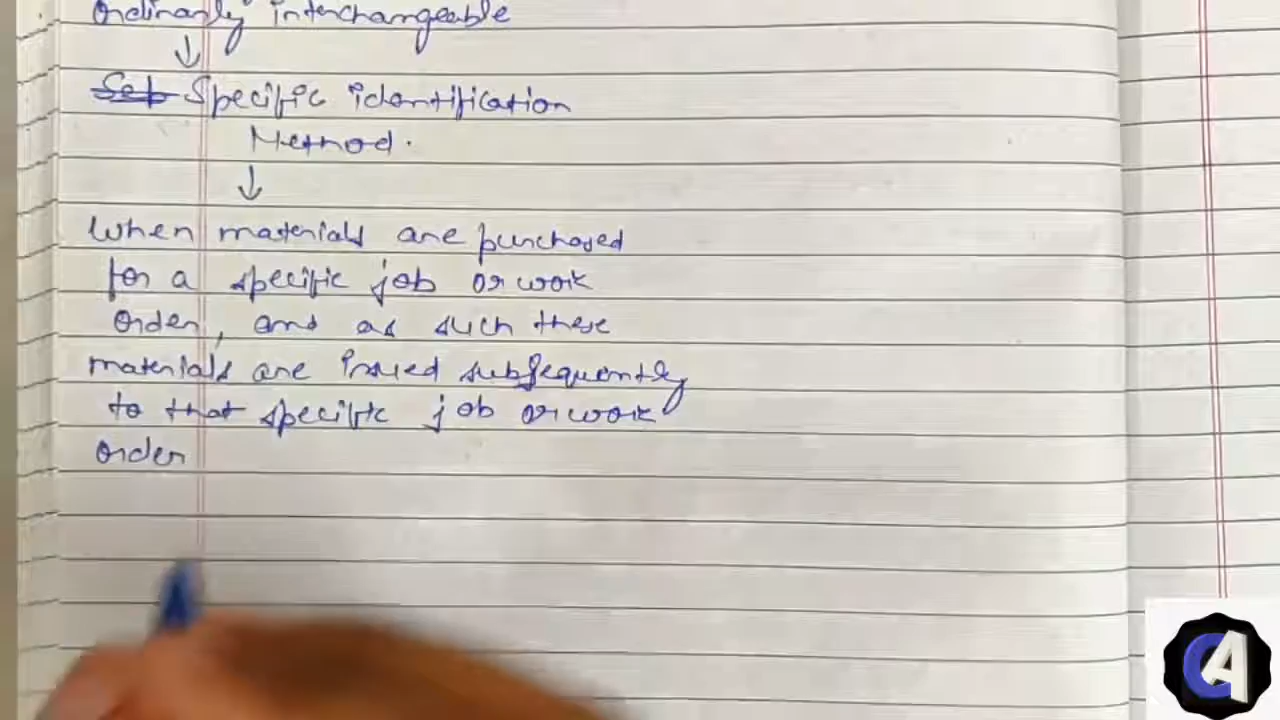 Ordinarily interchangeable
↓
Specific identification
Method.
↓
When materials are purchased
for a specific job or work
order, and as such these
materials are issued subsequently
to that specific job or work
order
CA